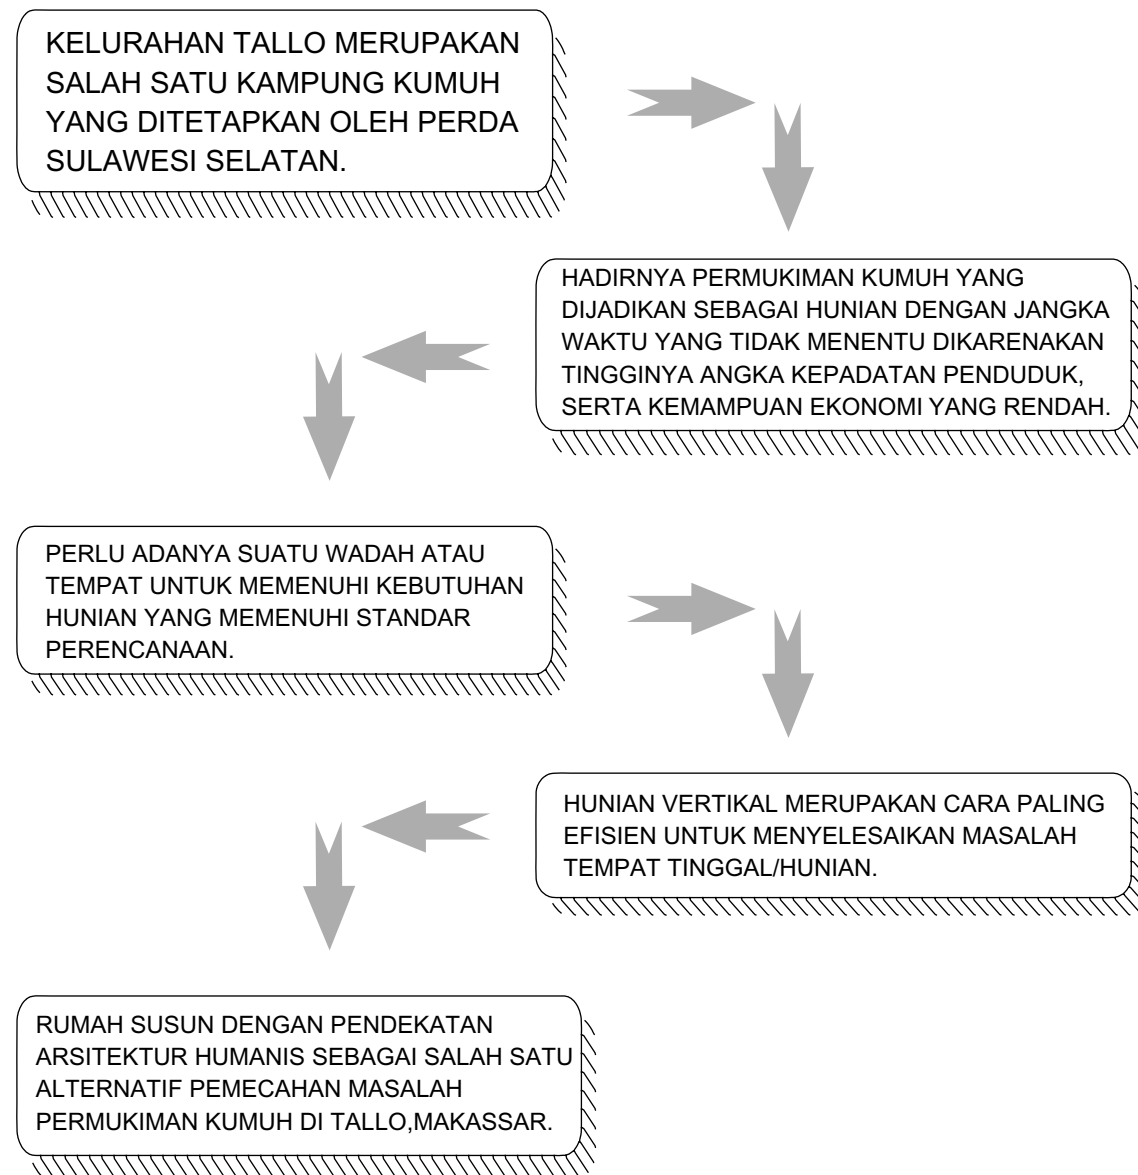 KELURAHAN TALLO MERUPAKAN
SALAH SATU KAMPUNG KUMUH
YANG DITETAPKAN OLEH PERDA
SULAWESI SELATAN.
HADIRNYA PERMUKIMAN KUMUH YANG
DIJADIKAN SEBAGAI HUNIAN DENGAN JANGKA
WAKTU YANG TIDAK MENENTU DIKARENAKAN
TINGGINYA ANGKA KEPADATAN PENDUDUK,
SERTA KEMAMPUAN EKONOMI YANG RENDAH.
PERLU ADANYA SUATU WADAH ATAU
TEMPAT UNTUK MEMENUHI KEBUTUHAN
HUNIAN YANG MEMENUHI STANDAR
PERENCANAAN.
HUNIAN VERTIKAL MERUPAKAN CARA PALING
EFISIEN UNTUK MENYELESAIKAN MASALAH
TEMPAT TINGGAL/HUNIAN.
RUMAH SUSUN DENGAN PENDEKATAN
ARSITEKTUR HUMANIS SEBAGAI SALAH SATU
ALTERNATIF PEMECAHAN MASALAH
PERMUKIMAN KUMUH DI TALLO,MAKASSAR.